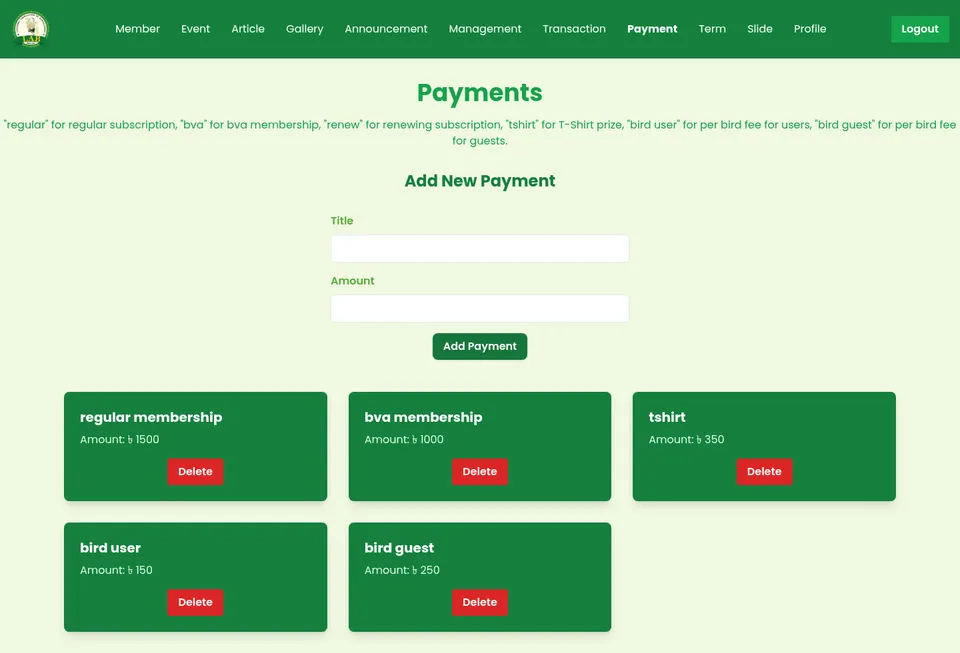 Member Event Article Gallery Announcement Management Transaction Payment Term Slide Profile Logout
Payments
"regular" for regular subscription, "bva" for bva membership, "renew" for renewing subscription, "tshirt" for T-Shirt prize, "bird user" for per bird fee for users, "bird guest" for per bird fee
for guests.
Add New Payment
Title
Amount
Add Payment
regular membership
Amount: ৳ 1500
Delete
bva membership
Amount: ৳ 1000
Delete
tshirt
Amount: ৳ 350
Delete
bird user
Amount: ৳ 150
Delete
bird guest
Amount: ৳ 250
Delete